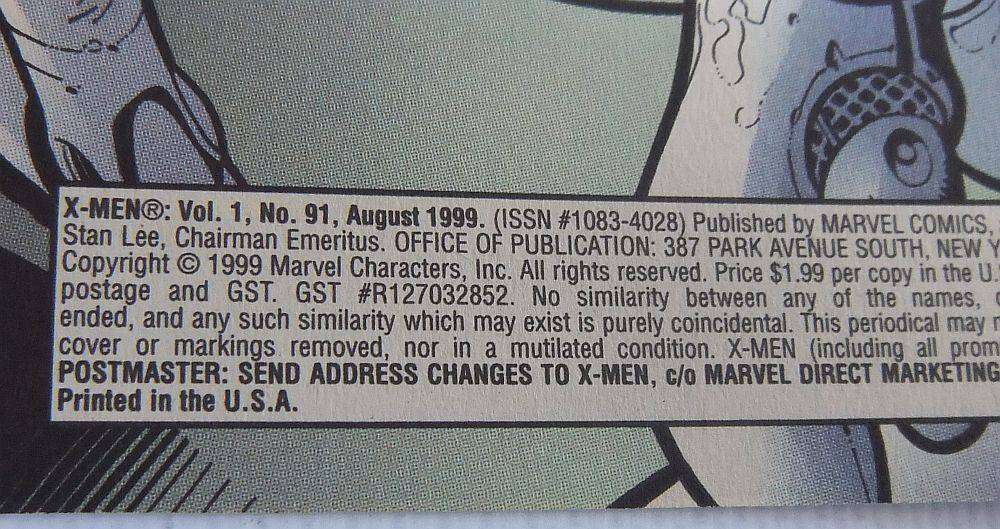 X-MEN®: Vol. 1, No. 91, August 1999. (ISSN #1083-4028) Published by MARVEL COMICS,
Stan Lee, Chairman Emeritus. OFFICE OF PUBLICATION: 387 PARK AVENUE SOUTH, NEW Y
Copyright © 1999 Marvel Characters, Inc. All rights reserved. Price $1.99 per copy in the U.
postage and GST. GST #R127032852. No similarity between any of the names,
ended, and any such similarity which may exist is purely coincidental. This periodical may
cover or markings removed, nor in a mutilated condition. X-MEN (including all prom
POSTMASTER: SEND ADDRESS CHANGES TO X-MEN, c/o MARVEL DIRECT MARKETING
Printed in the U.S.A.